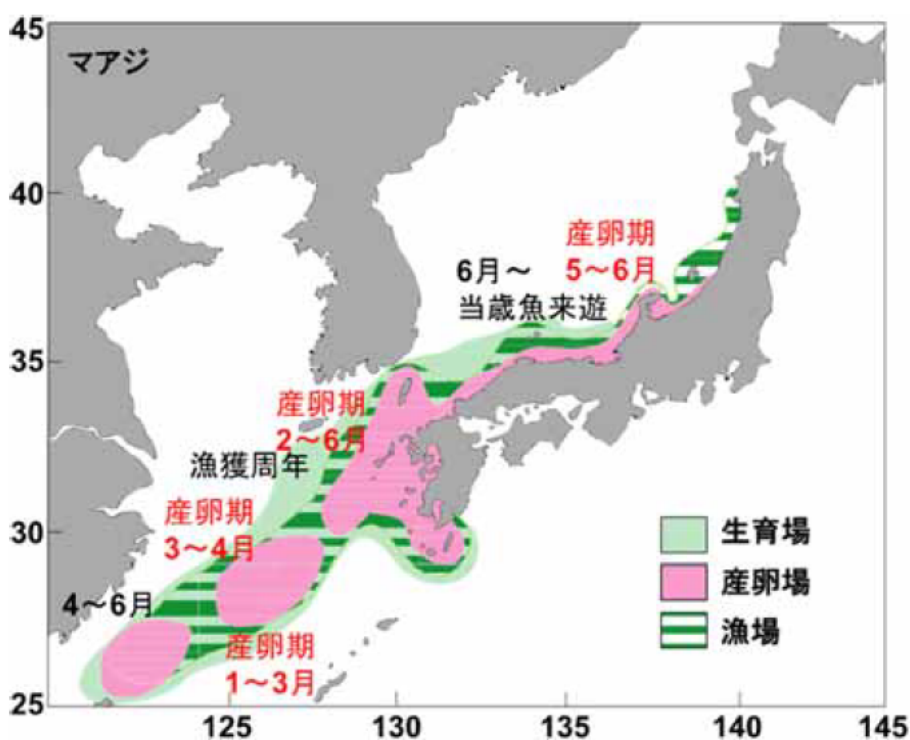 45
マアジ
40
産卵期
5～6月
6月～
当歳魚来遊
35
産卵期
2～6月
漁獲周年
30
産卵期
3～4月
4～6月
産卵期
1～3月
25
生育場
産卵場
漁場
125
130
135
140
145